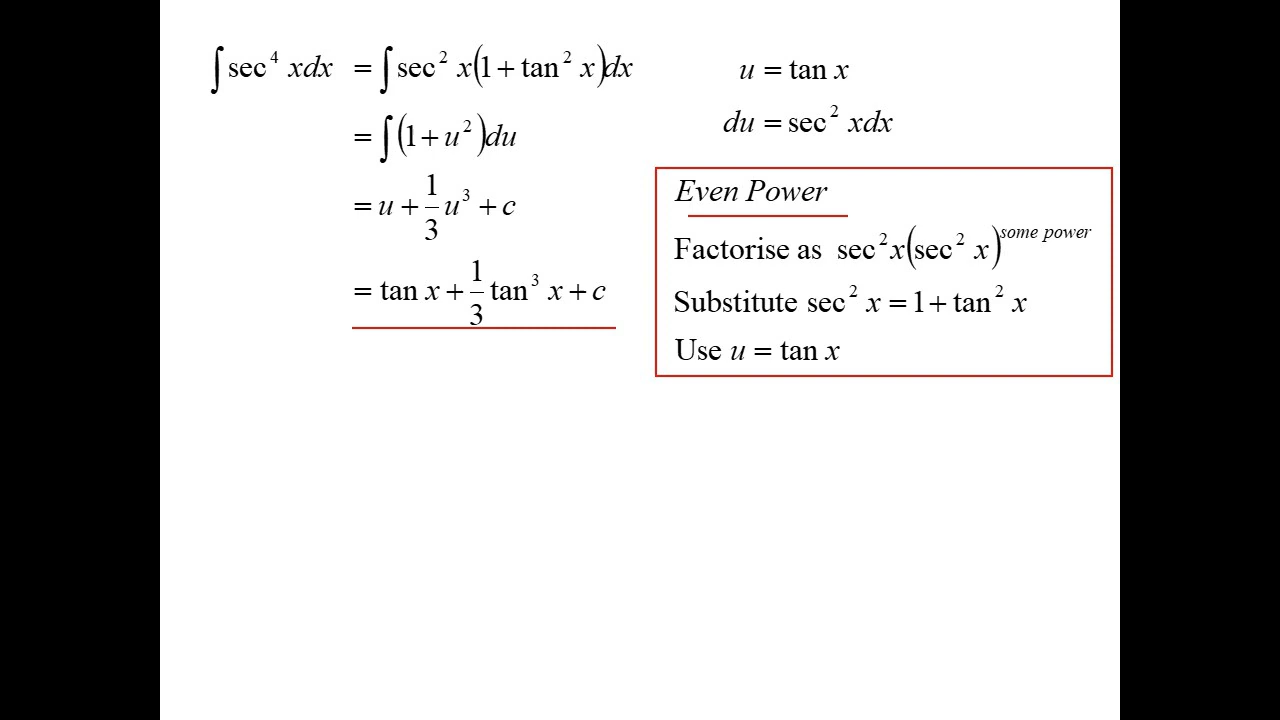 ∫sec⁴ xdx = ∫sec² x(1 + tan² x)dx
u = tan x
= ∫(1 + u²)du
du = sec² xdx
= u + 1/3 u³ + c
= tan x + 1/3 tan³ x + c
Even Power
Factorise as sec²x(sec² x)^some power
Substitute sec² x = 1 + tan² x
Use u = tan x